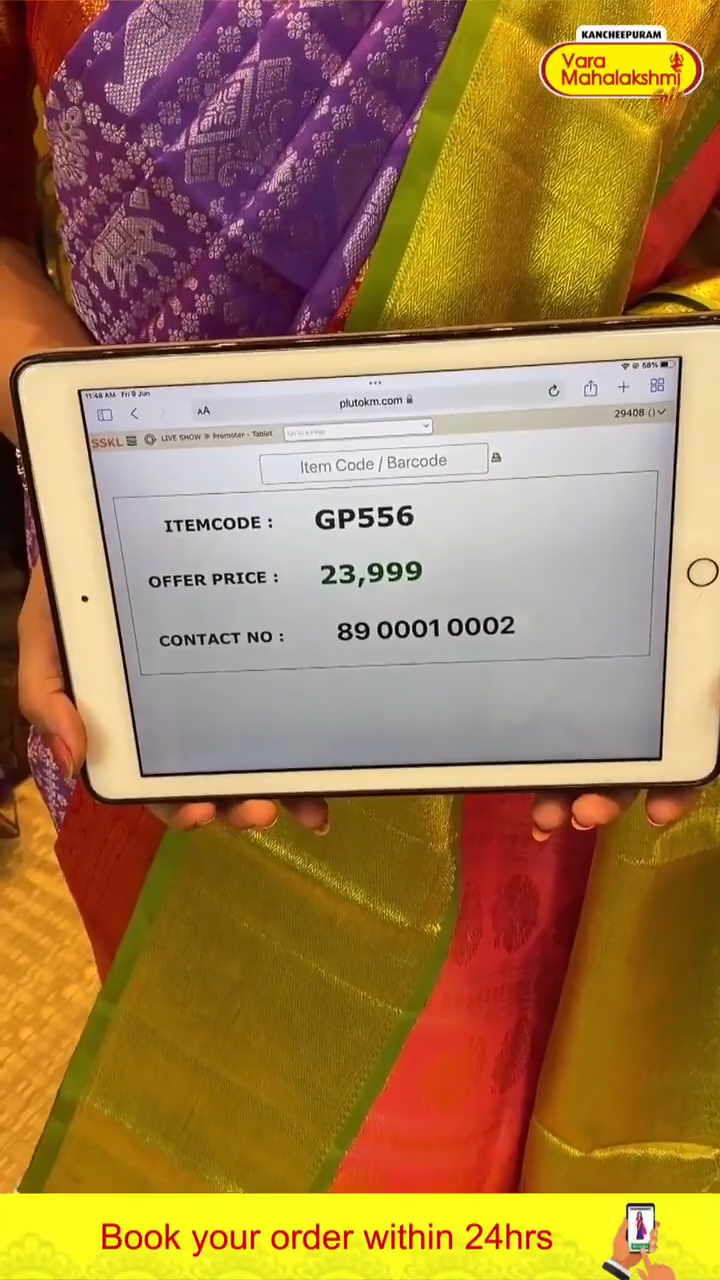 KANCHEEPURAM
Vara
Mahalakshmi
11:48 AM Fri 9 Jun
58%
AA plutokm.com
29408 ()
SSKL LIVE SHOW » Promoter - Tablet
Item Code / Barcode
ITEMCODE : GP556
OFFER PRICE : 23,999
CONTACT NO : 89 0001 0002
Book your order within 24hrs